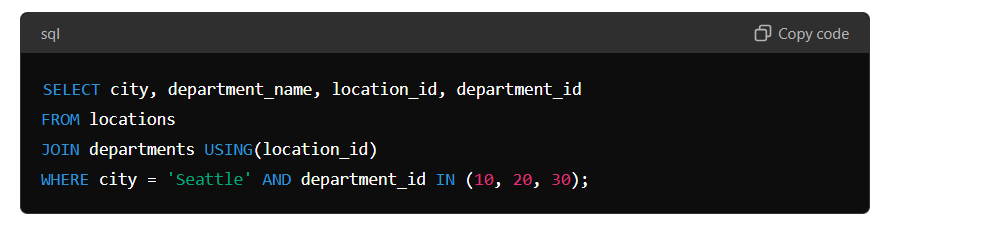 sql
Copy code
SELECT city, department_name, location_id, department_id
FROM locations
JOIN departments USING(location_id)
WHERE city = 'Seattle' AND department_id IN (10, 20, 30);